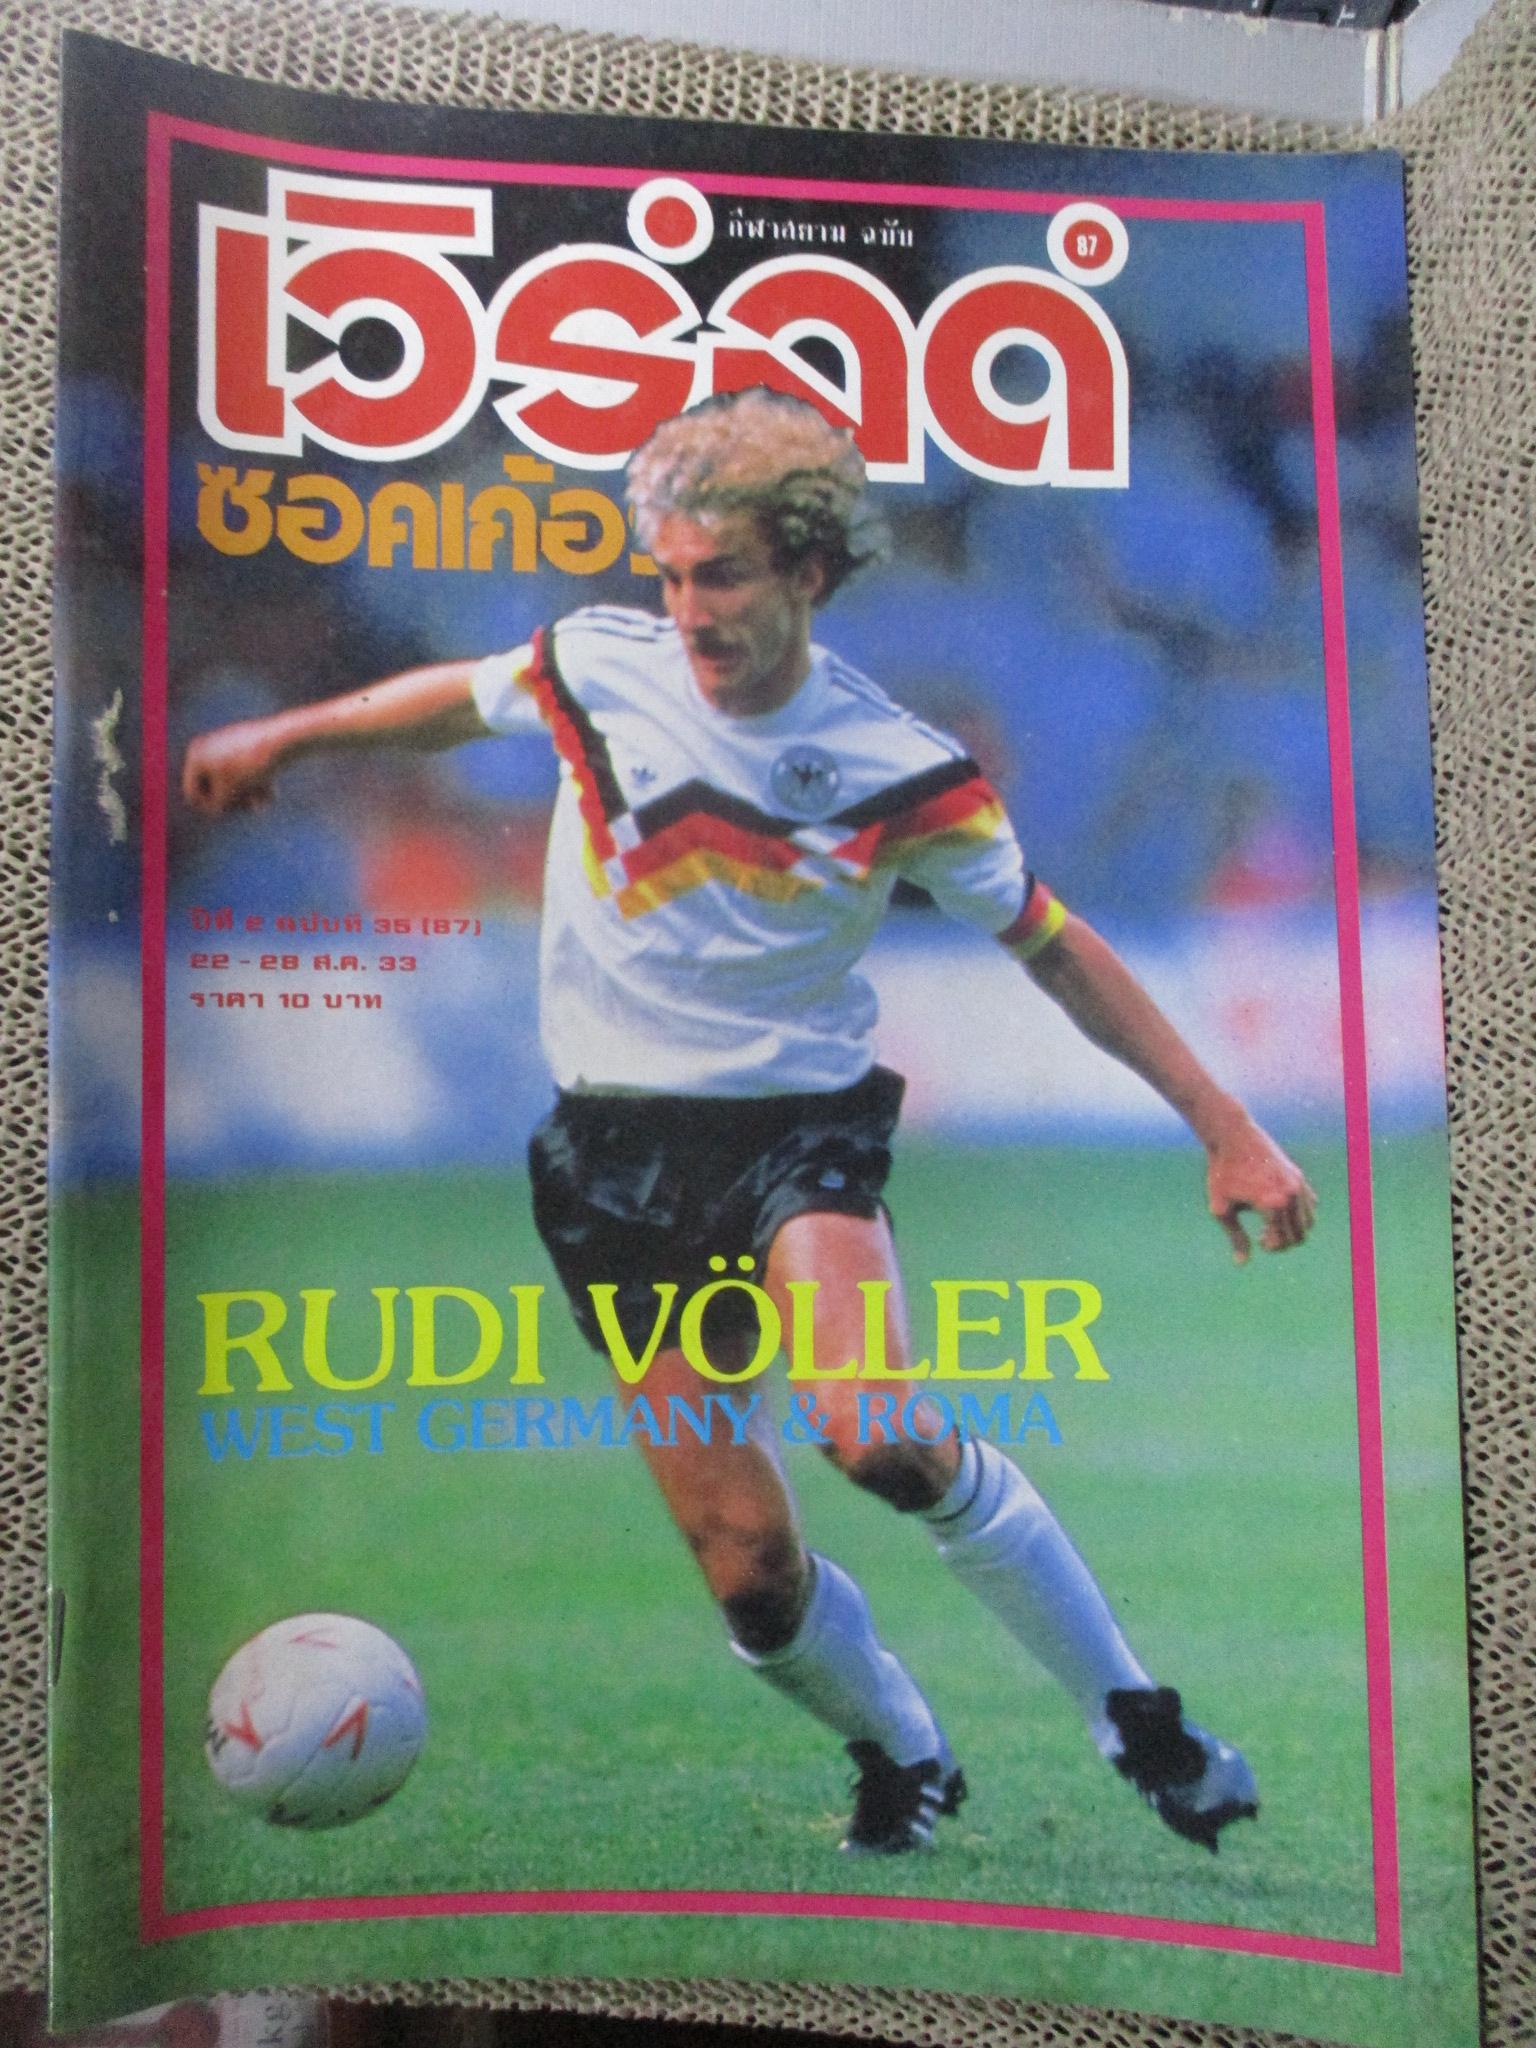 กีฬาสยาม ฉบับ
87
เวิร์ลด์
ซอคเก้อร์
ปีที่ 2 ฉบับที่ 35 (87)
22 - 28 ส.ค. 33
ราคา 10 บาท
RUDI VÖLLER
WEST GERMANY & ROMA
kg